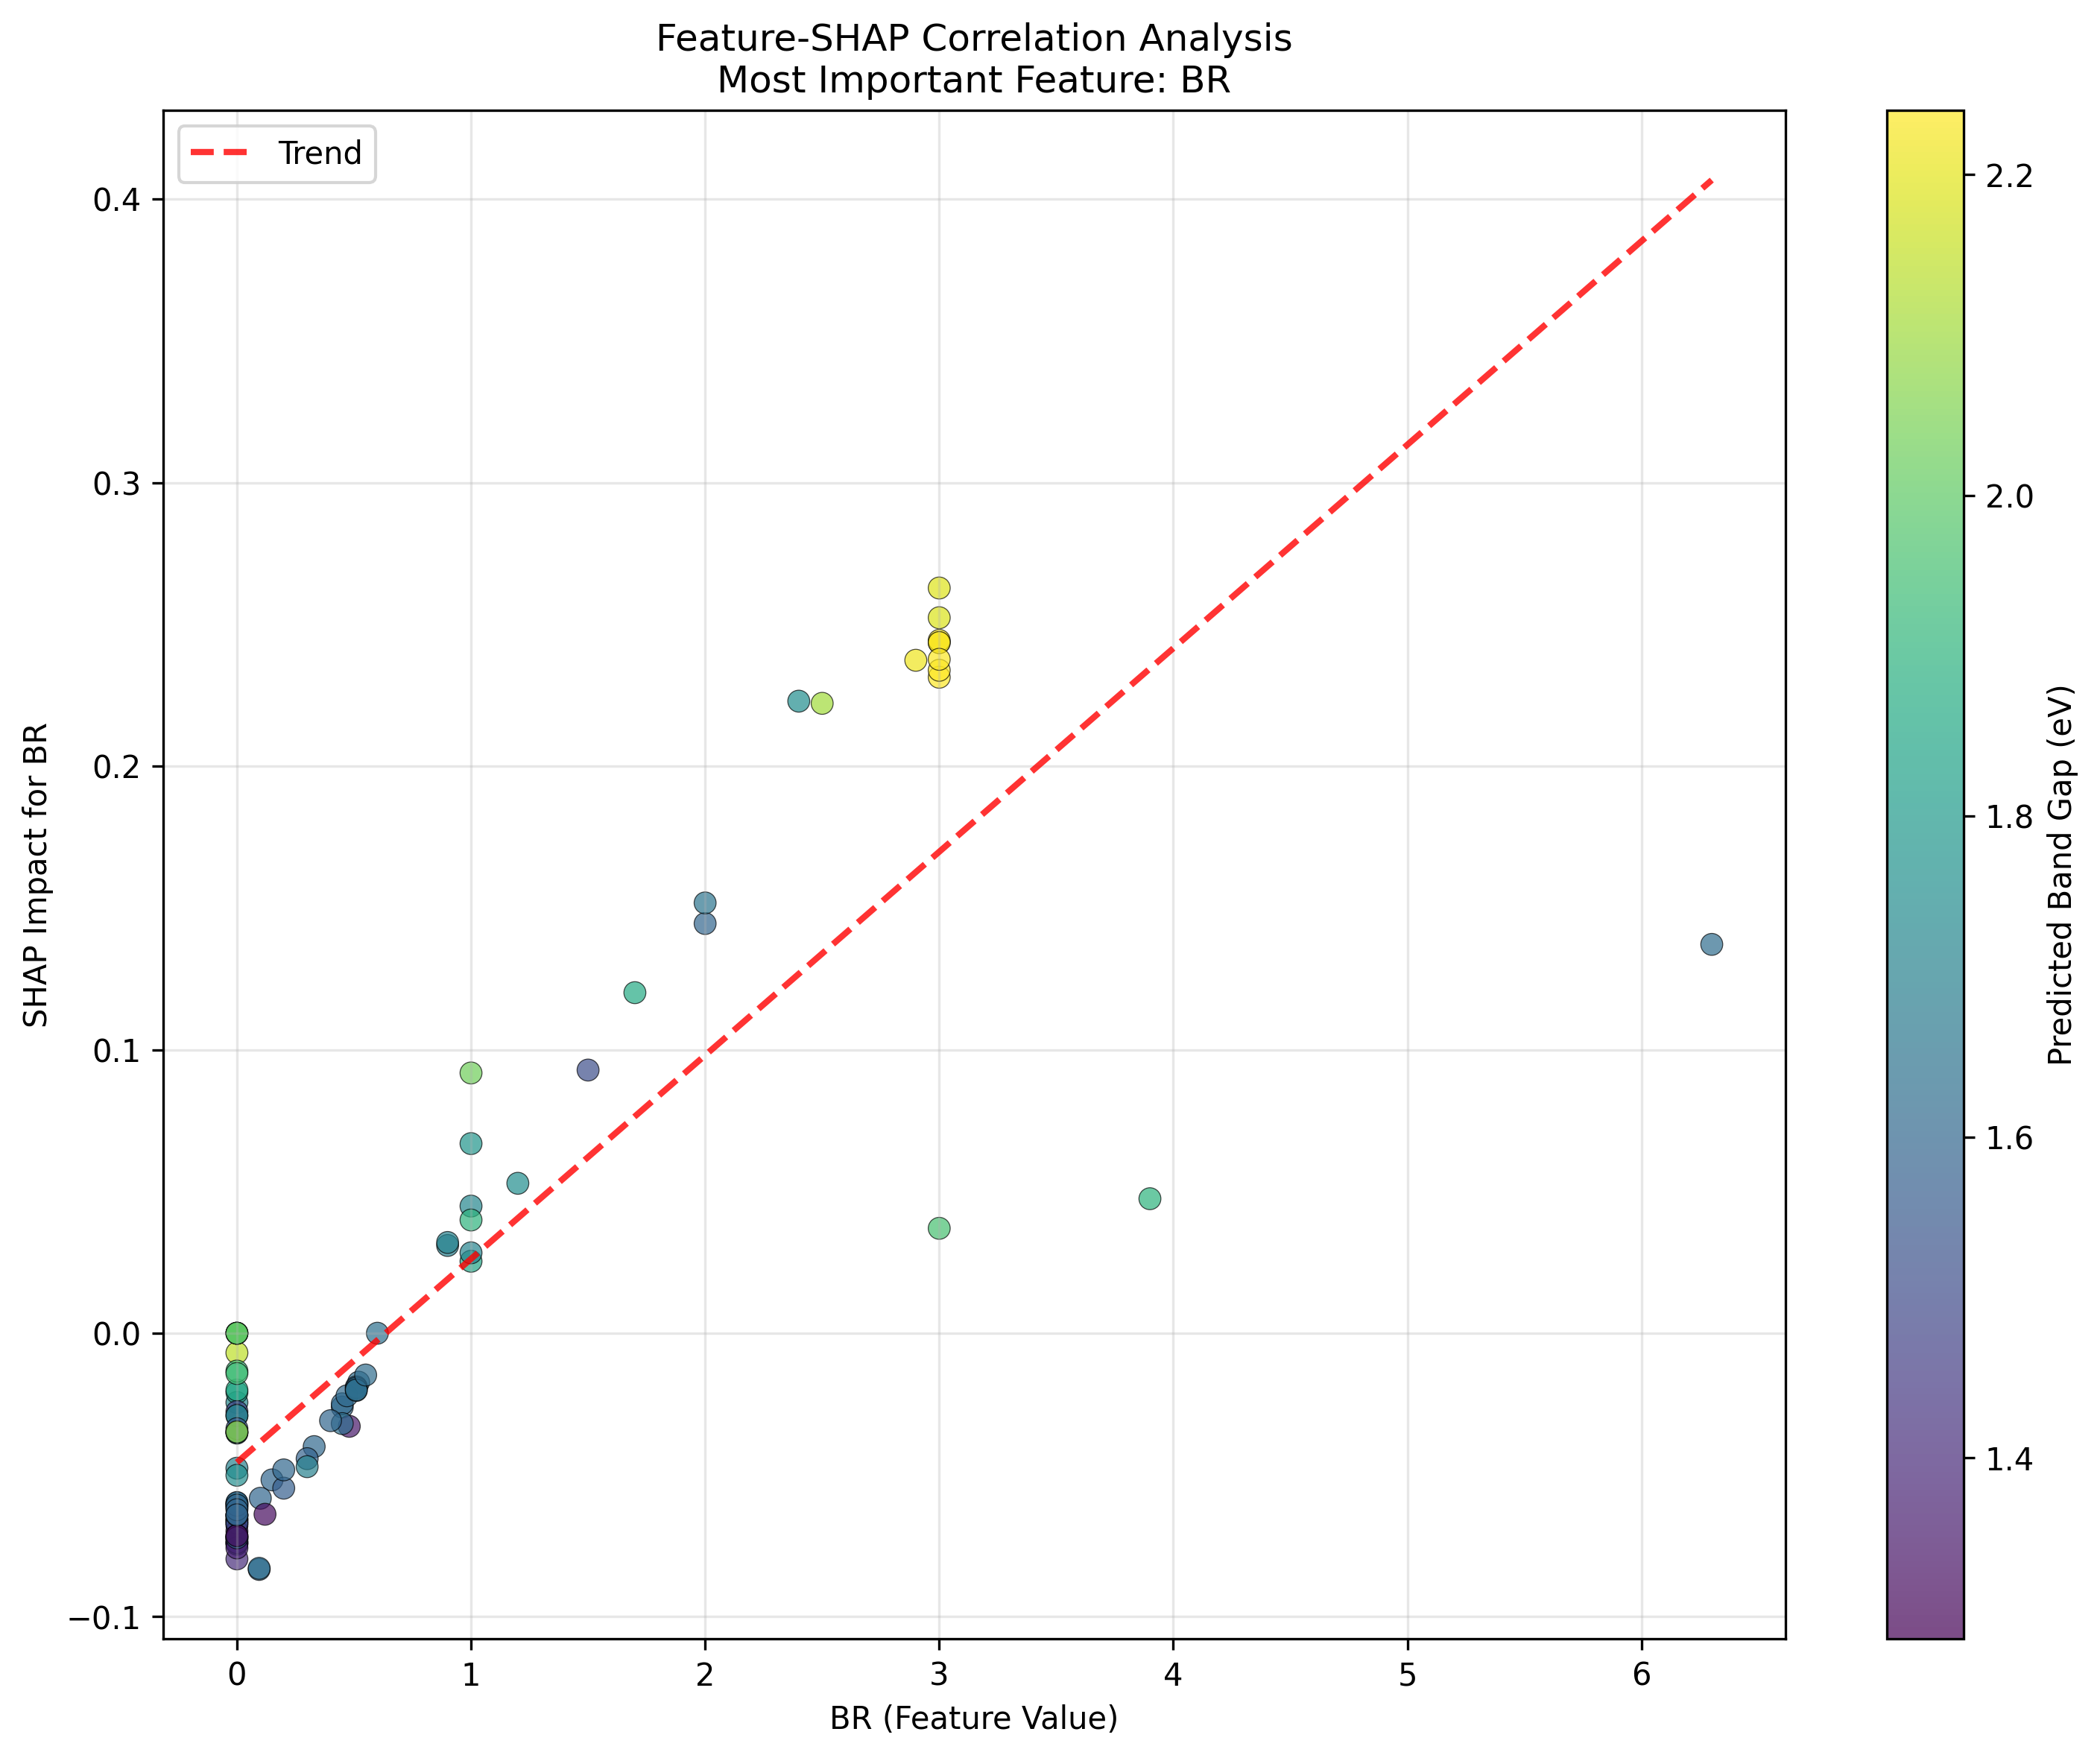 Feature-SHAP Correlation Analysis
Most Important Feature: BR
Trend
0.4
0.3
0.2
0.1
0.0
−0.1
SHAP Impact for BR
0 1 2 3 4 5 6
BR (Feature Value)
2.2
2.0
1.8
1.6
1.4
Predicted Band Gap (eV)